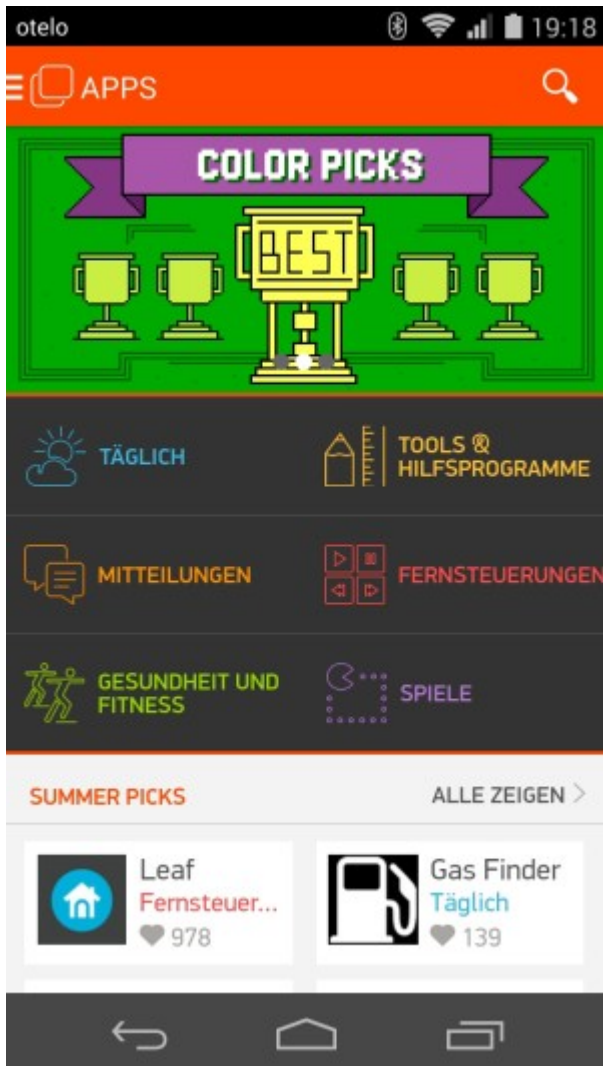 otelo 19:18
APPS
COLOR PICKS
BEST
TÄGLICH
TOOLS &
HILFSPROGRAMME
MITTEILUNGEN
FERNSTEUERUNGEN
GESUNDHEIT UND
FITNESS
SPIELE
SUMMER PICKS
ALLE ZEIGEN
Leaf
Fernsteuer...
978
Gas Finder
Täglich
139